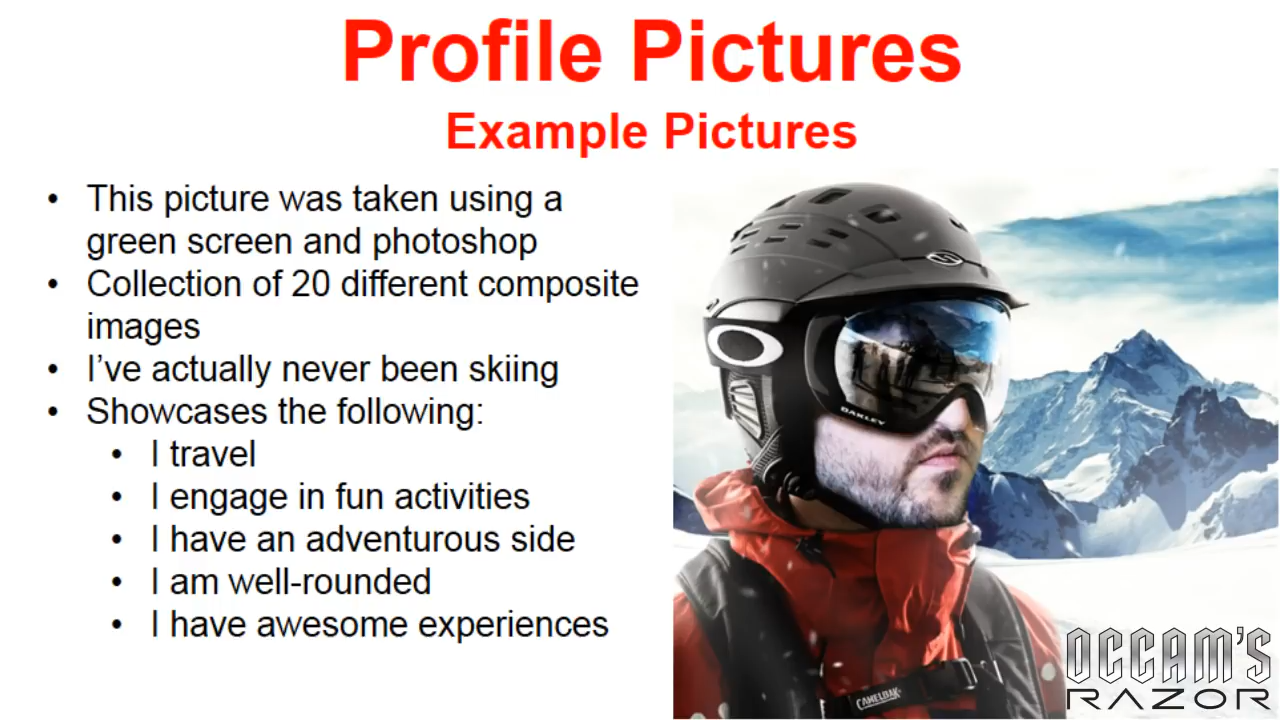 Profile Pictures
Example Pictures
• This picture was taken using a
green screen and photoshop
• Collection of 20 different composite
images
• I've actually never been skiing
• Showcases the following:
• I travel
• I engage in fun activities
• I have an adventurous side
• I am well-rounded
• I have awesome experiences
OAKLEY
CAMELBAK
OCCAM'S
RAZOR